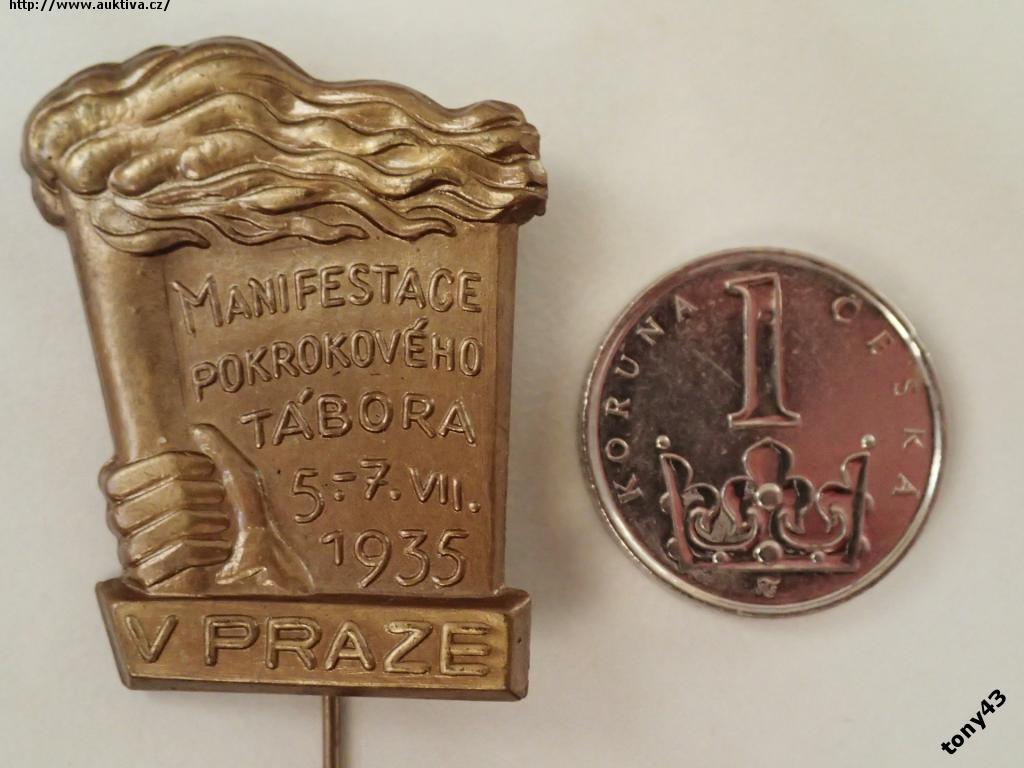 http://www.auktiva.cz/
MANIFESTACE
POKROKOVÉHO
TÁBORA
5.-7. VII.
1935
V PRAZE
KORUNA ČESKÁ
1
tony43